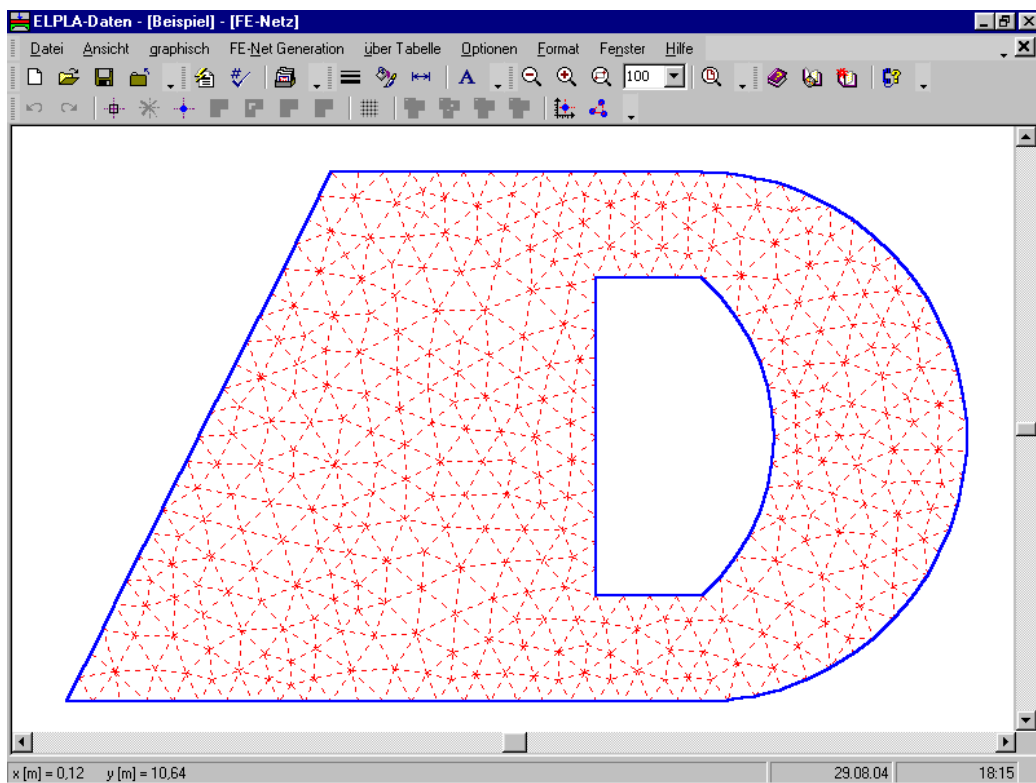 ELPLA-Daten - [Beispiel] - [FE-Netz]
Datei Ansicht graphisch FE-Net Generation über Tabelle Optionen Format Fenster Hilfe
A 100
x [m] = 0,12 y [m] = 10,64 29.08.04 18:15